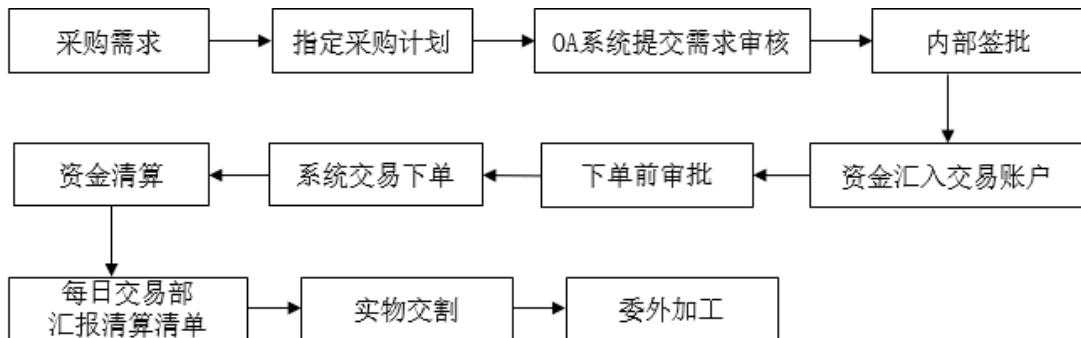 采购需求
指定采购计划
OA系统提交需求审核
内部签批
资金汇入交易账户
下单前审批
系统交易下单
资金清算
每日交易部
汇报清算清单
实物交割
委外加工